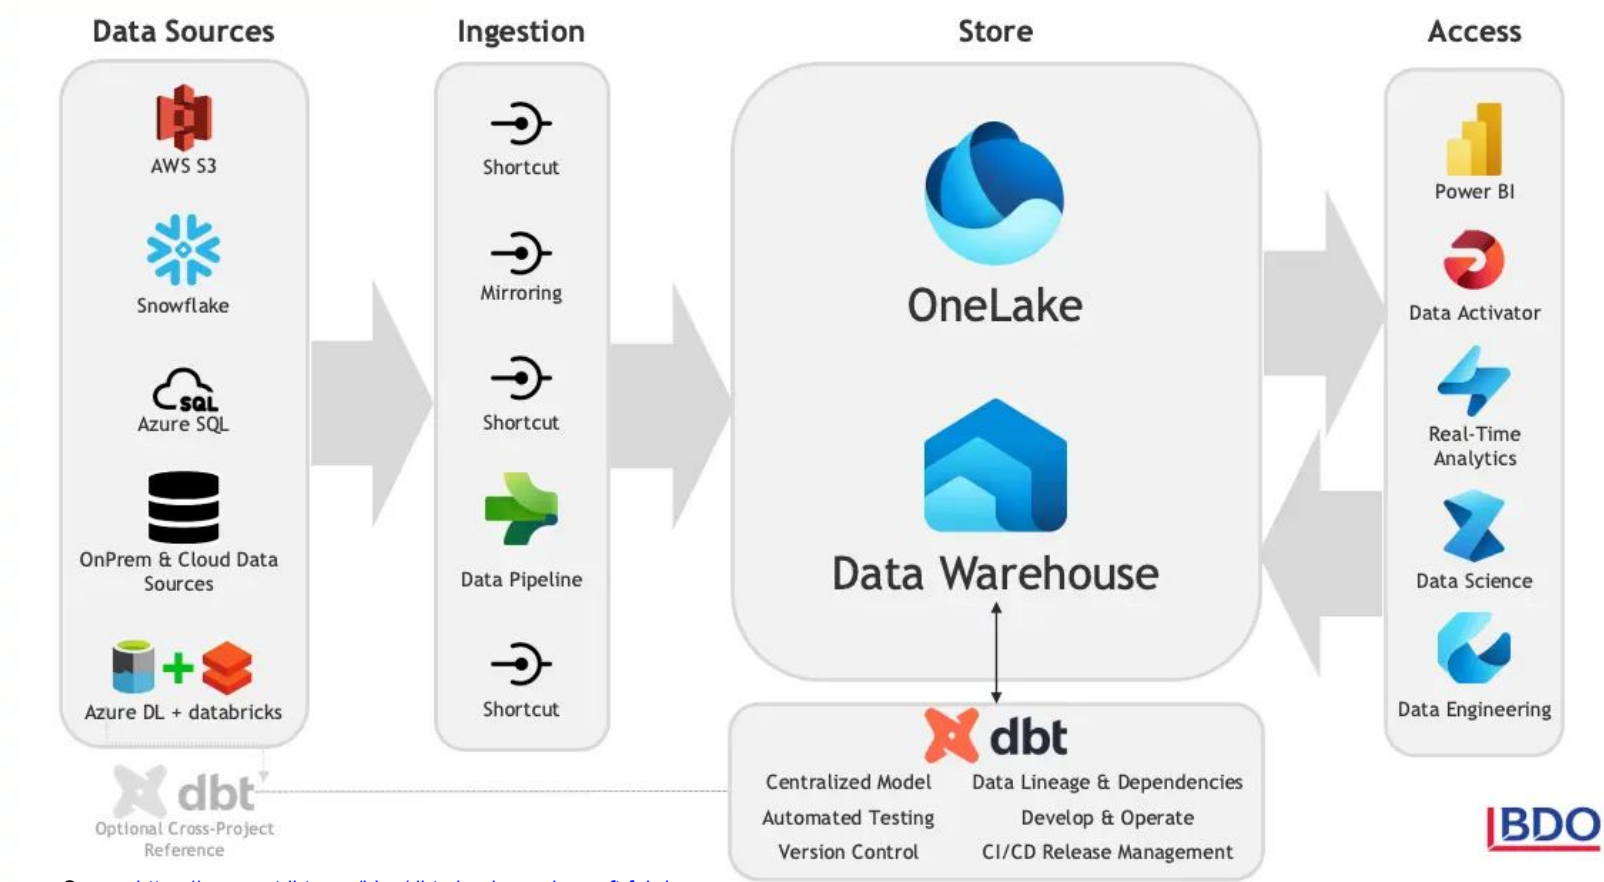 Data Sources
Ingestion
Store
Access
AWS S3
Snowflake
SQL
Azure SQL
OnPrem & Cloud Data
Sources
Azure DL + databricks
Shortcut
Mirroring
Shortcut
Data Pipeline
Shortcut
OneLake
Data Warehouse
Power BI
Data Activator
Real-Time
Analytics
Data Science
Data Engineering
dbt
Optional Cross-Project
Reference
dbt
Centralized Model
Data Lineage & Dependencies
Automated Testing
Develop & Operate
Version Control
CI/CD Release Management
BDO